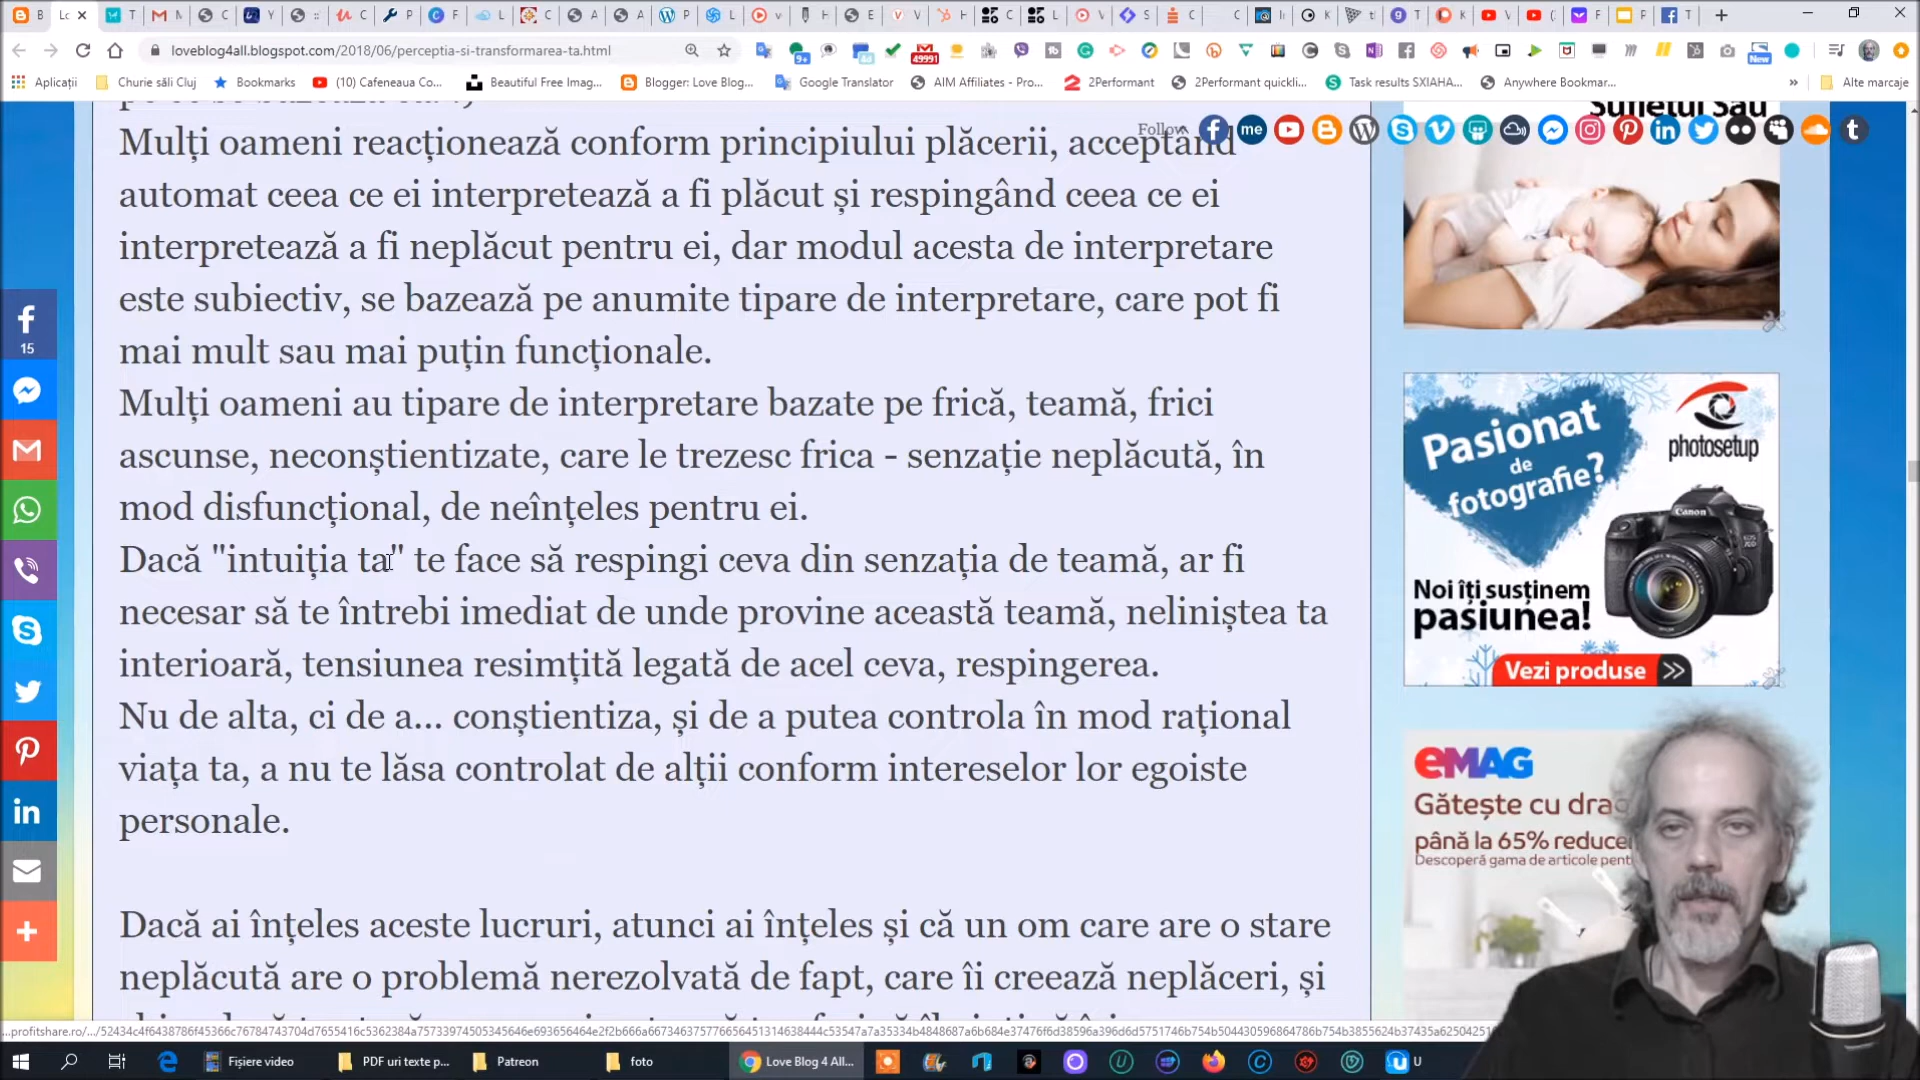 loveblog4all.blogspot.com/2018/06/perceptia-si-transformarea-ta.html
Aplicații
Churie săli Cluj
Bookmarks
(10) Cafeneaua Co...
Beautiful Free Imag...
Blogger: Love Blog...
Google Translator
AIM Affiliates - Pro...
2Performant
2Performant quickli...
Task results SXIAHA...
Anywhere Bookmar...
Alte marcaje
Follow
Sufletul Său
Mulți oameni reacționează conform principiului plăcerii, acceptând
automat ceea ce ei interpretează a fi plăcut și respingând ceea ce ei
interpretează a fi neplăcut pentru ei, dar modul acesta de interpretare
este subiectiv, se bazează pe anumite tipare de interpretare, care pot fi
mai mult sau mai puțin funcționale.
Mulți oameni au tipare de interpretare bazate pe frică, teamă, frici
ascunse, neconștientizate, care le trezesc frica - senzație neplăcută, în
mod disfuncțional, de neînțeles pentru ei.
Dacă "intuiția ta" te face să respingi ceva din senzația de teamă, ar fi
necesar să te întrebi imediat de unde provine această teamă, neliniștea ta
interioară, tensiunea resimțită legată de acel ceva, respingerea.
Nu de alta, ci de a... conștientiza, și de a putea controla în mod rațional
viața ta, a nu te lăsa controlat de alții conform intereselor lor egoiste
personale.
Dacă ai înțeles aceste lucruri, atunci ai înțeles și că un om care are o stare
neplăcută are o problemă nerezolvată de fapt, care îi creează neplăceri, și
15
Pasionat
de
fotografie?
photosetup
Canon
Noi îți susținem
pasiunea!
Vezi produse >>
eMAG
Gătește cu drag
până la 65% reducer
Descoperă gama de articole pent
Fișiere video
PDF uri texte p...
Patreon
foto
Love Blog 4 All...
U